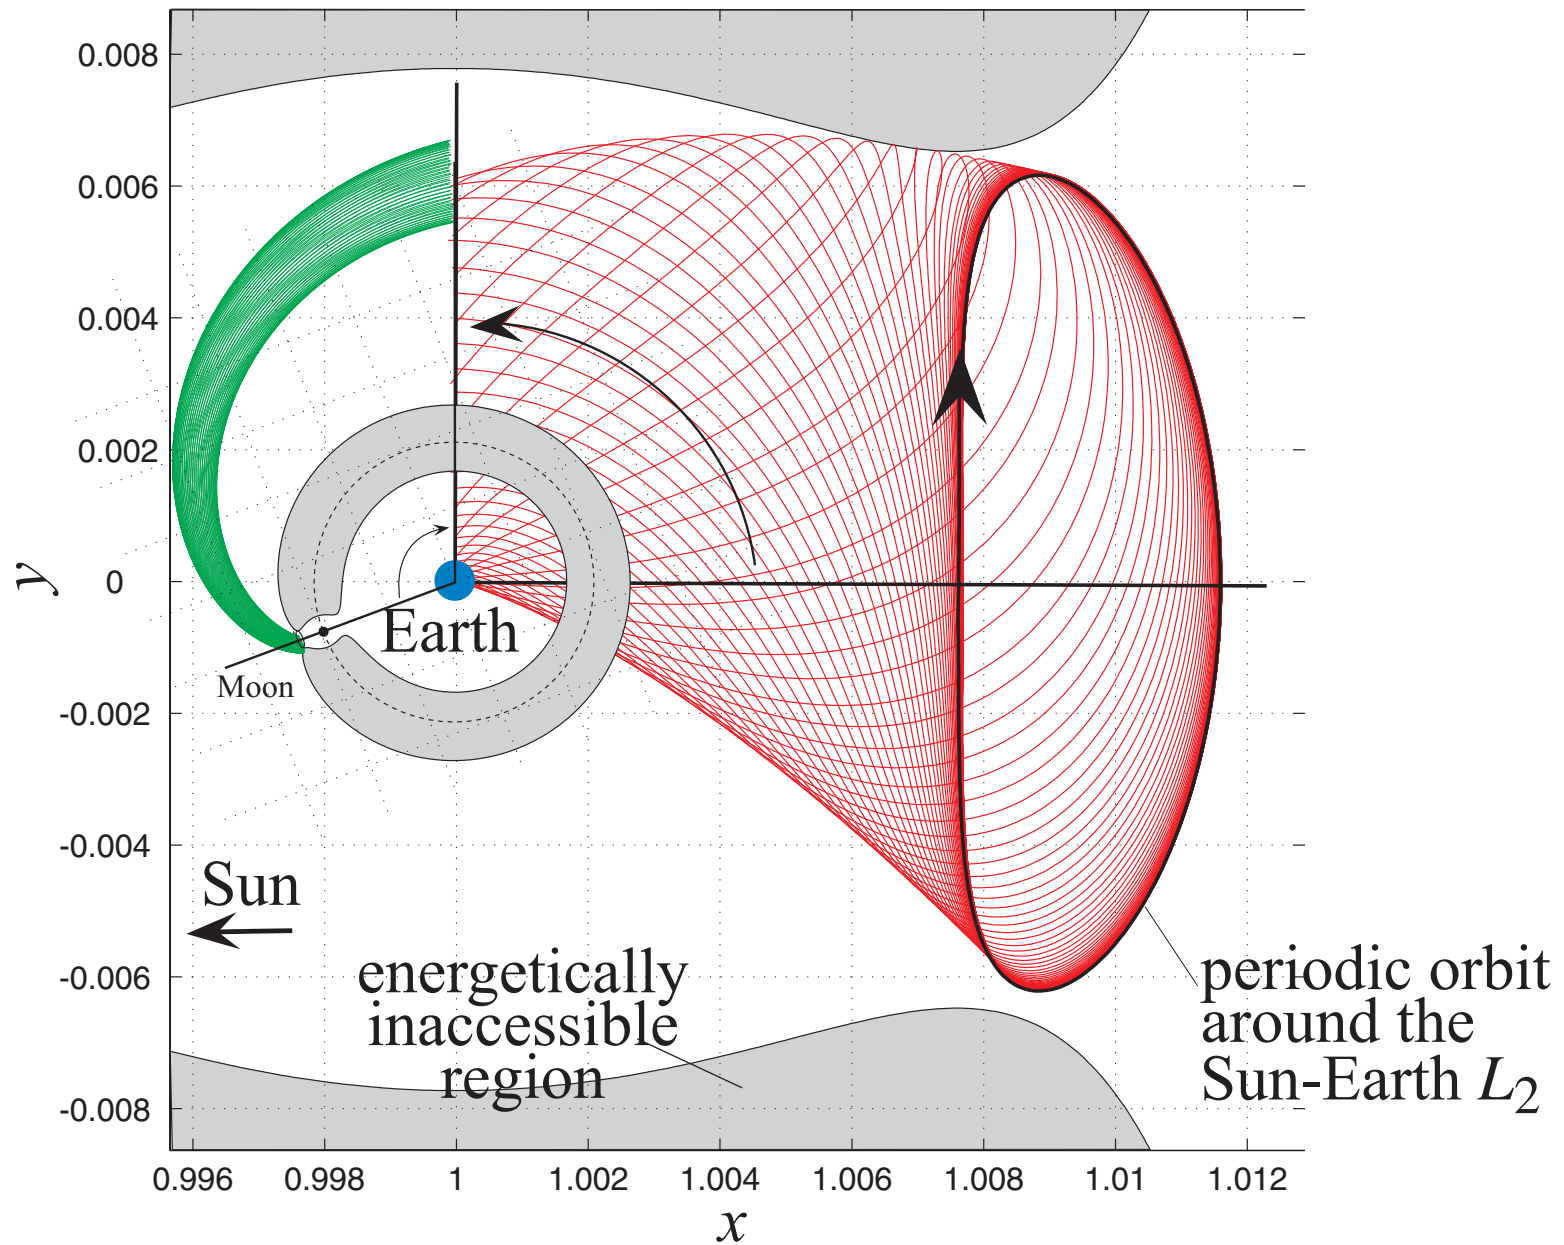 0.008
0.006
0.004
0.002
0
-0.002
-0.004
-0.006
-0.008
y
Earth
Moon
Sun
energetically
inaccessible
region
periodic orbit
around the
Sun-Earth L2
0.996 0.998 1 1.002 1.004 1.006 1.008 1.01 1.012
x